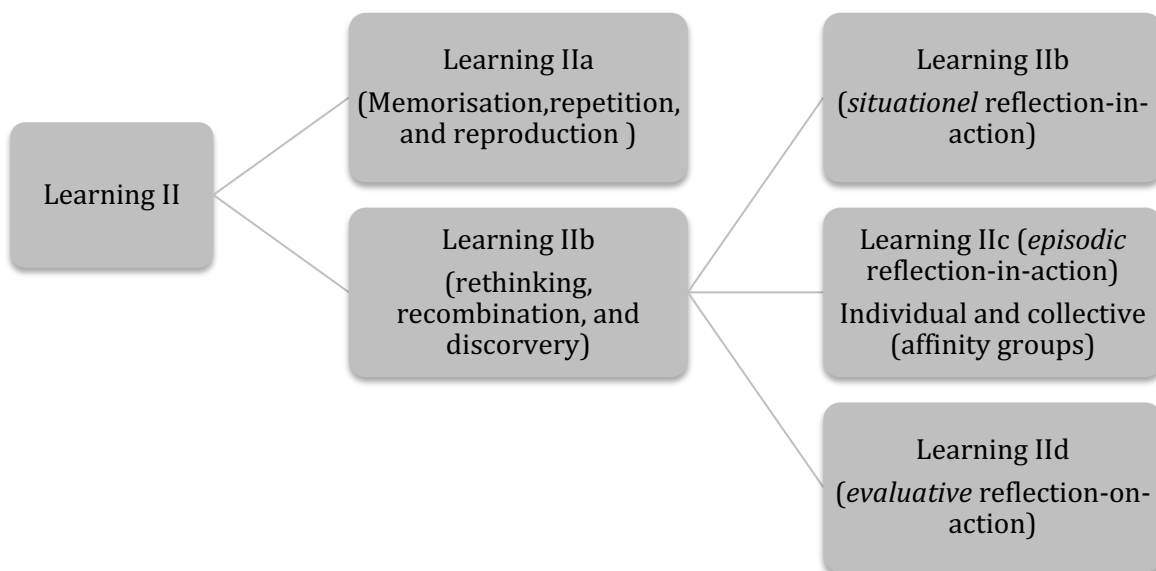 Learning II
Learning IIa
(Memorisation,repetition,
and reproduction )
Learning IIb
(rethinking,
recombination, and
discorvery)
Learning IIb
(situationel reflection-in-
action)
Learning IIc (episodic
reflection-in-action)
Individual and collective
(affinity groups)
Learning IId
(evaluative reflection-on-
action)